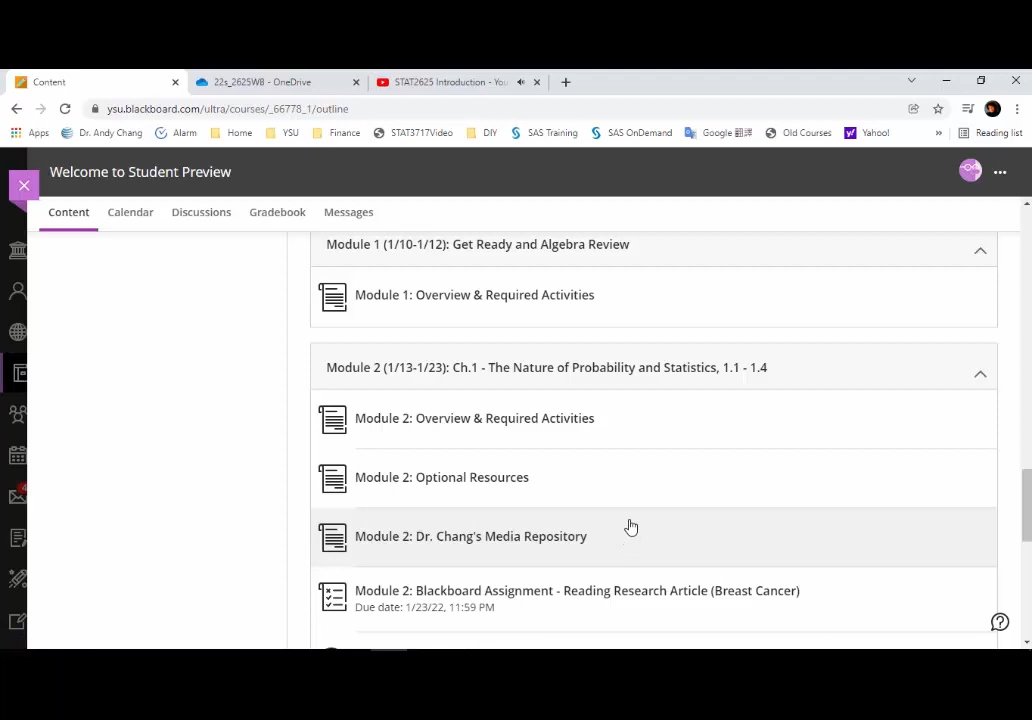 Content
22s_2625WB - OneDrive
STAT2625 Introduction - You
ysu.blackboard.com/ultra/courses/_66778_1/outline
Apps
Dr. Andy Chang
Alarm
Home
YSU
Finance
STAT3717Video
DIY
SAS Training
SAS OnDemand
Google 翻譯
Old Courses
Yahoo!
»
Reading list
Welcome to Student Preview
Content
Calendar
Discussions
Gradebook
Messages
Module 1 (1/10-1/12): Get Ready and Algebra Review
Module 1: Overview & Required Activities
Module 2 (1/13-1/23): Ch.1 - The Nature of Probability and Statistics, 1.1 - 1.4
Module 2: Overview & Required Activities
Module 2: Optional Resources
Module 2: Dr. Chang's Media Repository
Module 2: Blackboard Assignment - Reading Research Article (Breast Cancer)
Due date: 1/23/22, 11:59 PM